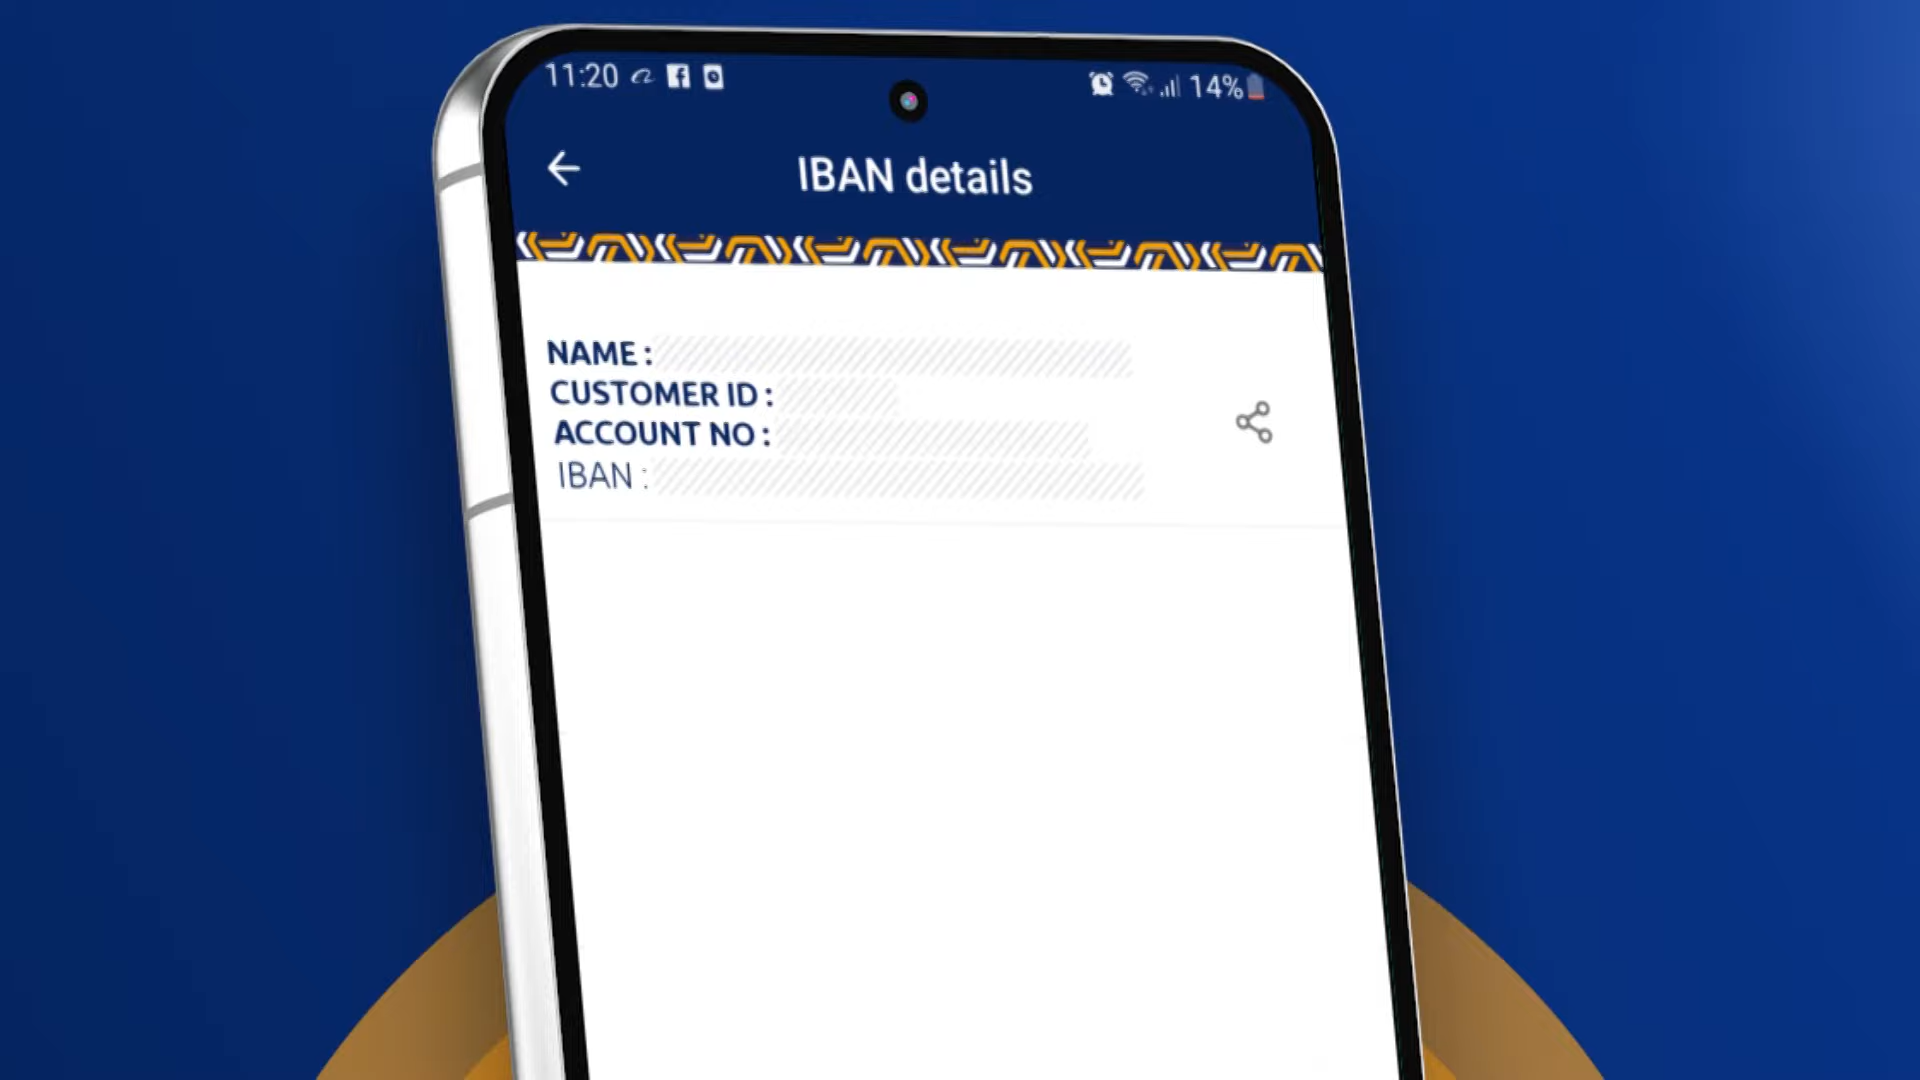 11:20
14%
IBAN details
NAME :
CUSTOMER ID :
ACCOUNT NO :
IBAN :